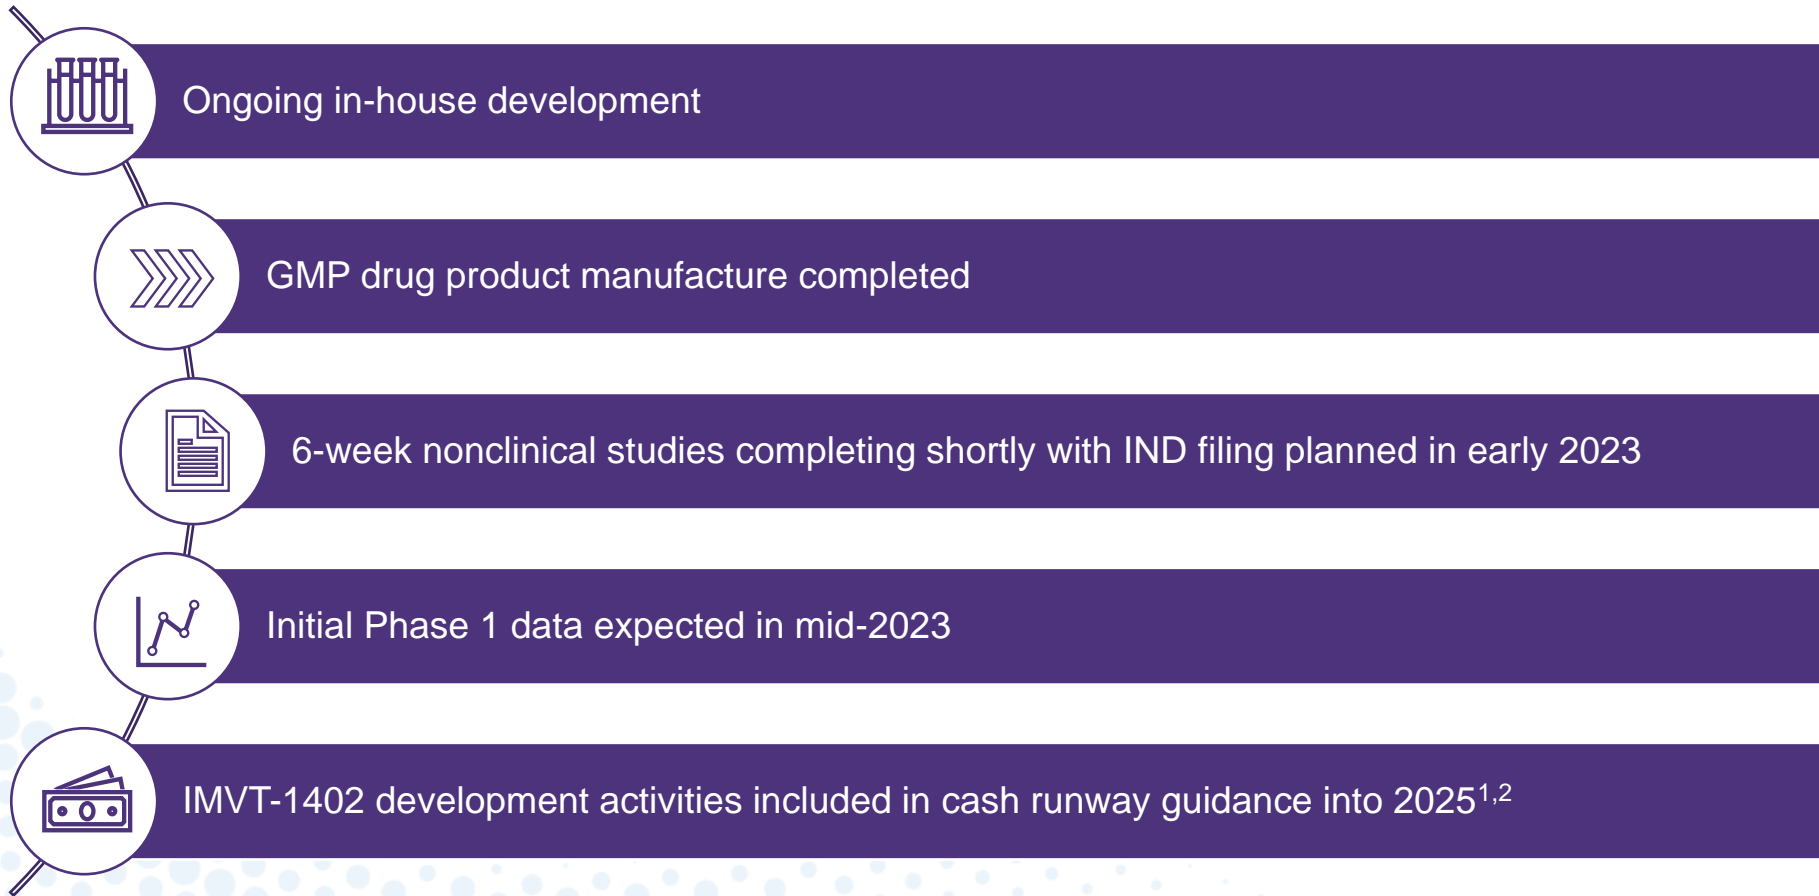 Ongoing in-house development
GMP drug product manufacture completed
6-week nonclinical studies completing shortly with IND filing planned in early 2023
Initial Phase 1 data expected in mid-2023
IMVT-1402 development activities included in cash runway guidance into 2025¹,²